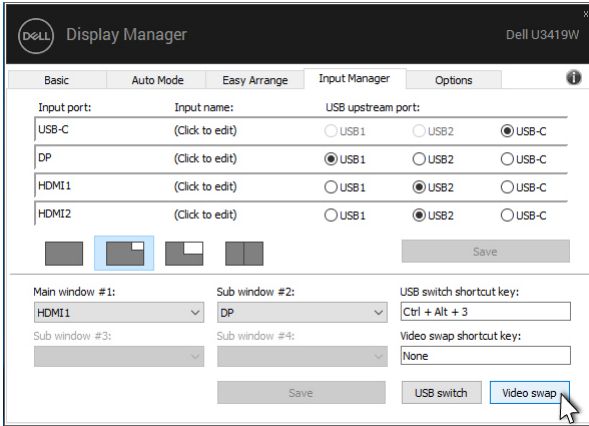 DELL Display Manager Dell U3419W
Basic Auto Mode Easy Arrange Input Manager Options
Input port: Input name: USB upstream port:
USB-C (Click to edit) USB1 USB2 USB-C
DP (Click to edit) USB1 USB2 USB-C
HDMI1 (Click to edit) USB1 USB2 USB-C
HDMI2 (Click to edit) USB1 USB2 USB-C
Save
Main window #1: Sub window #2: USB switch shortcut key:
HDMI1 DP Ctrl + Alt + 3
Sub window #3: Sub window #4: Video swap shortcut key:
None
Save USB switch Video swap